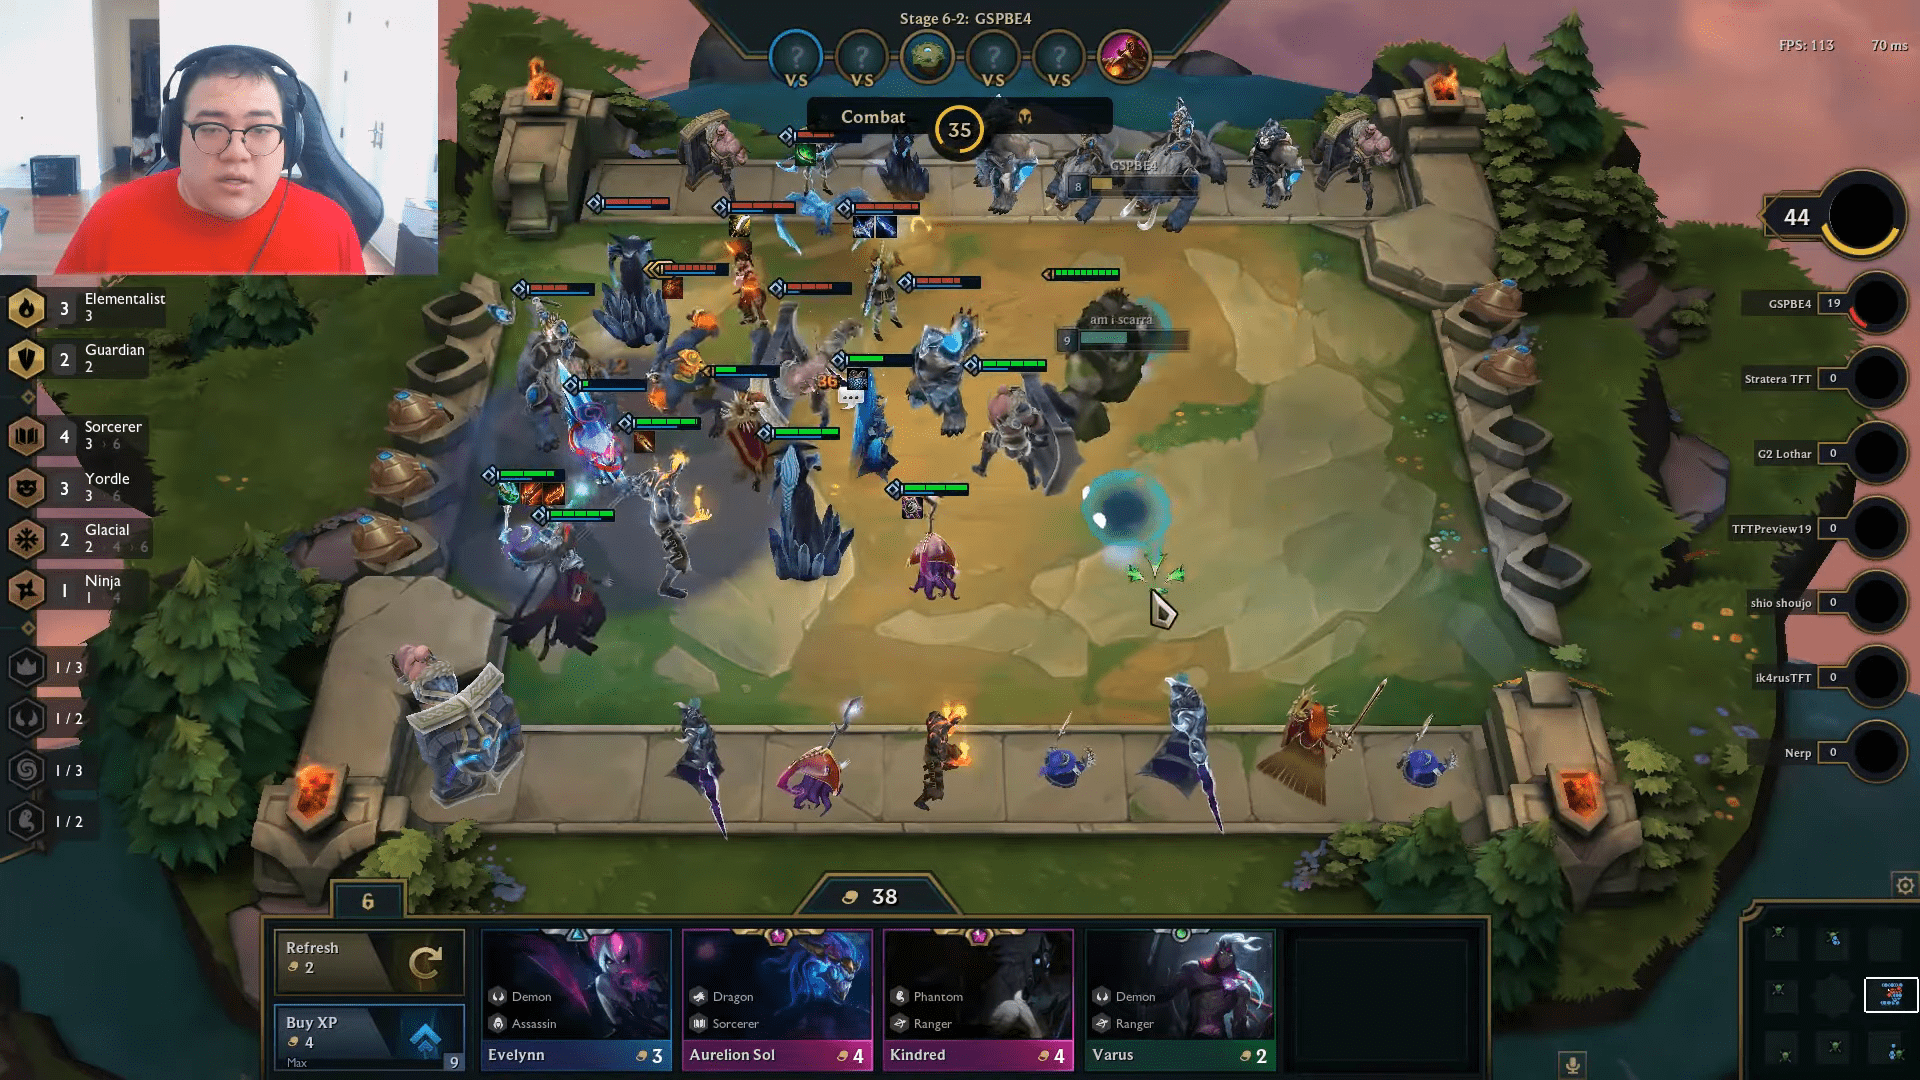 Stage 6-2: GSPBE4
FPS: 113
70 ms
?
VS
?
VS
?
VS
?
VS
Combat
35
GSPBE4
8
am i scarra
9
36
44
GSPBE4
19
Stratera TFT
0
G2 Lothar
0
TFTPreview19
0
shio shoujo
0
ik4rusTFT
0
Nerp
0
3
Elementalist
3
2
Guardian
2
4
Sorcerer
3 › 6
3
Yordle
3 › 6
2
Glacial
2 › 4 › 6
1
Ninja
1 › 4
1 / 3
1 / 2
1 / 3
1 / 2
6
38
Refresh
2
Buy XP
4
Max
9
Demon
Assassin
Evelynn
3
Dragon
Sorcerer
Aurelion Sol
4
Phantom
Ranger
Kindred
4
Demon
Ranger
Varus
2